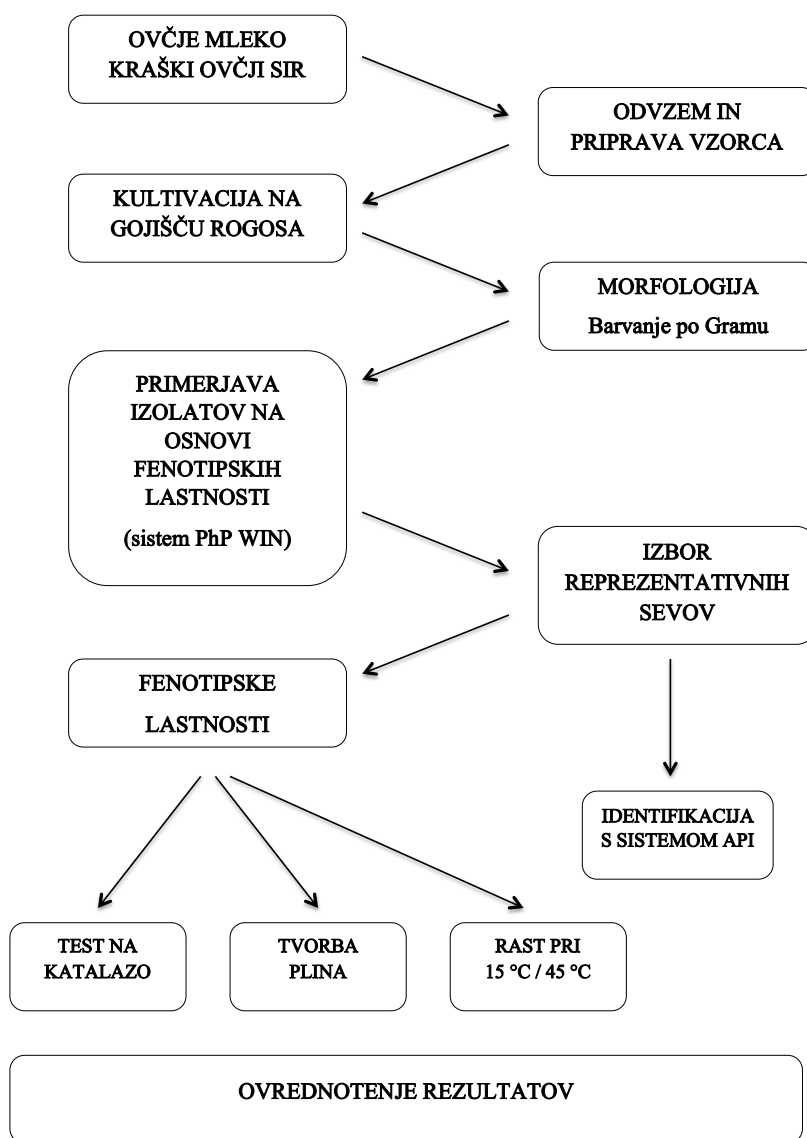 OVČJE MLEKO
KRAŠKI OVČJI SIR
ODVZEM IN
PRIPRAVA VZORCA
KULTIVACIJA NA
GOJIŠČU ROGOSA
MORFOLOGIJA
Barvanje po Gramu
PRIMERJAVA
IZOLATOV NA
OSNOVI
FENOTIPSKIH
LASTNOSTI
(sistem PhP WIN)
IZBOR
REPREZENTATIVNIH
SEVOV
FENOTIPSKE
LASTNOSTI
IDENTIFIKACIJA
S SISTEMOM API
TEST NA
KATALAZO
TVORBA
PLINA
RAST PRI
15 °C / 45 °C
OVREDNOTENJE REZULTATOV